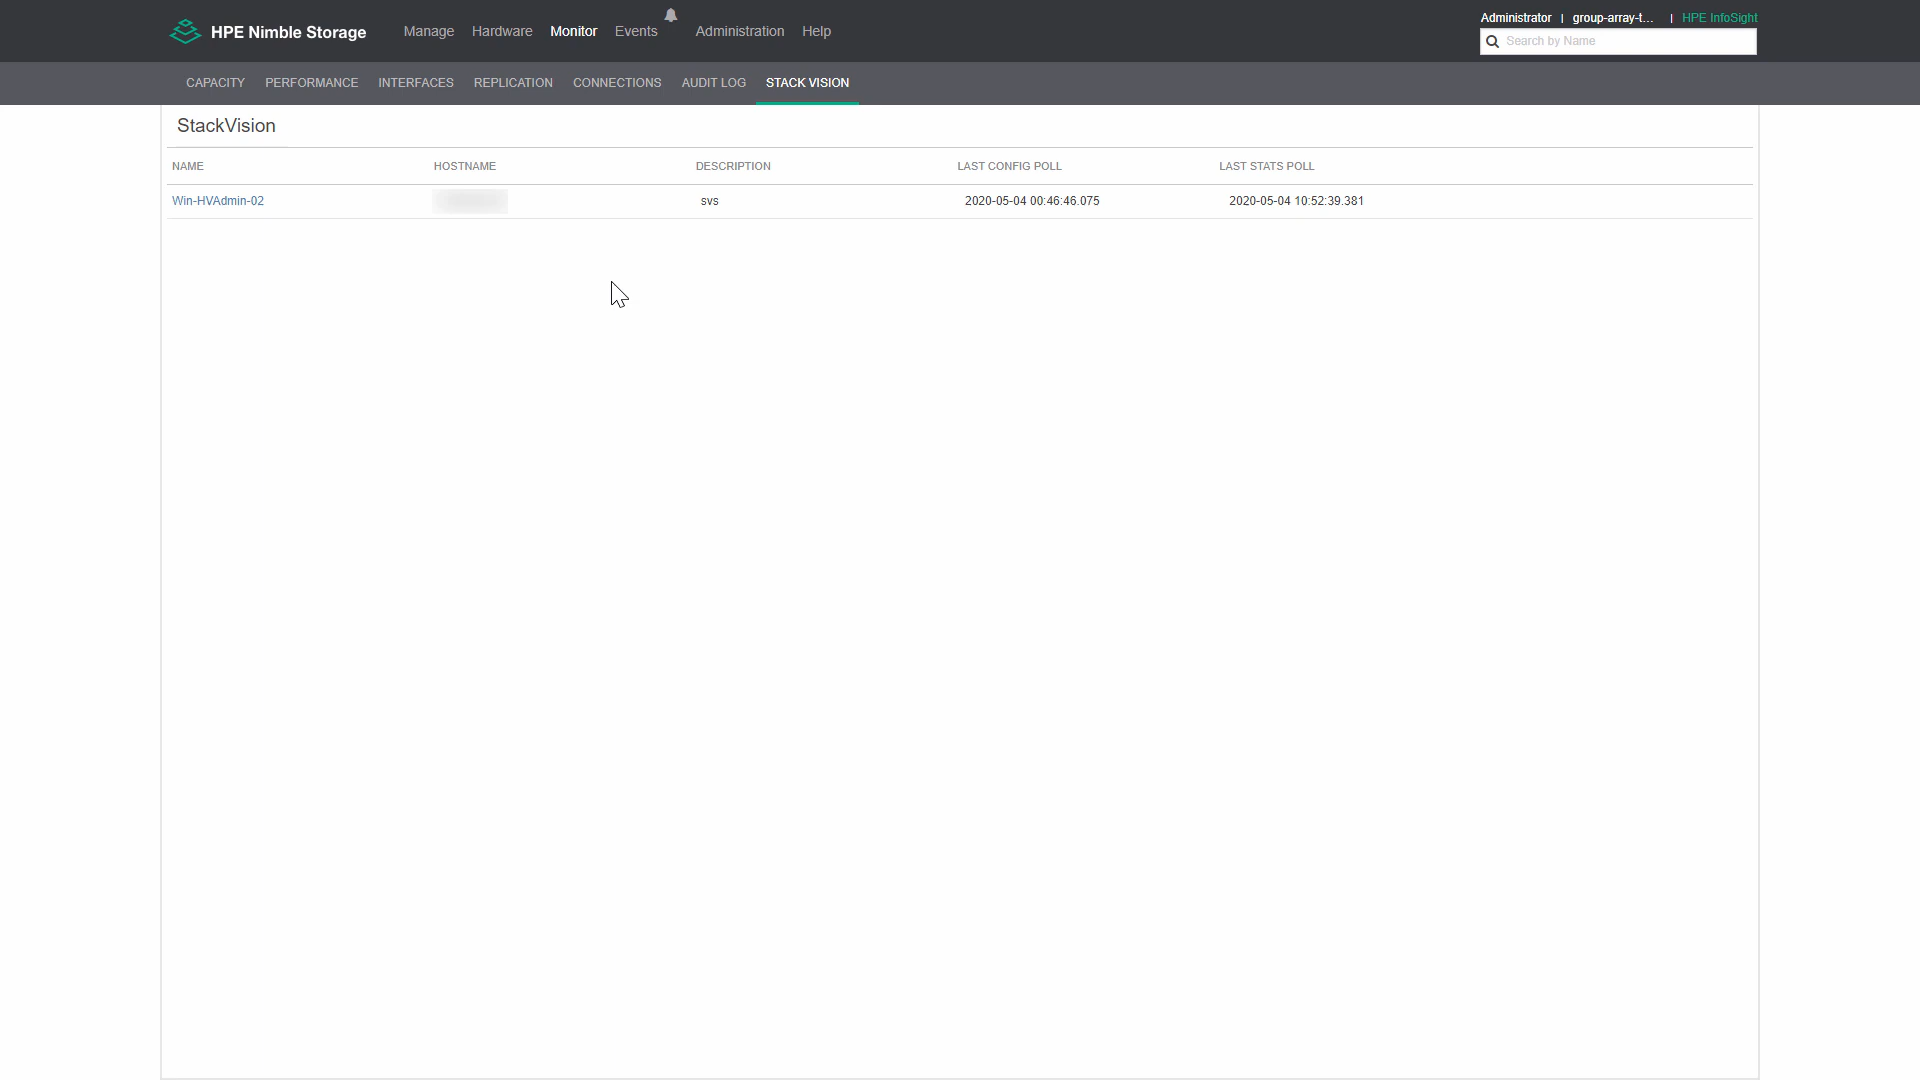 HPE Nimble Storage
Manage Hardware Monitor Events Administration Help
Administrator | group-array-t... | HPE InfoSight
Search by Name
CAPACITY PERFORMANCE INTERFACES REPLICATION CONNECTIONS AUDIT LOG STACK VISION
StackVision
NAME HOSTNAME DESCRIPTION LAST CONFIG POLL LAST STATS POLL
Win-HVAdmin-02 svs 2020-05-04 00:46:46.075 2020-05-04 10:52:39.381